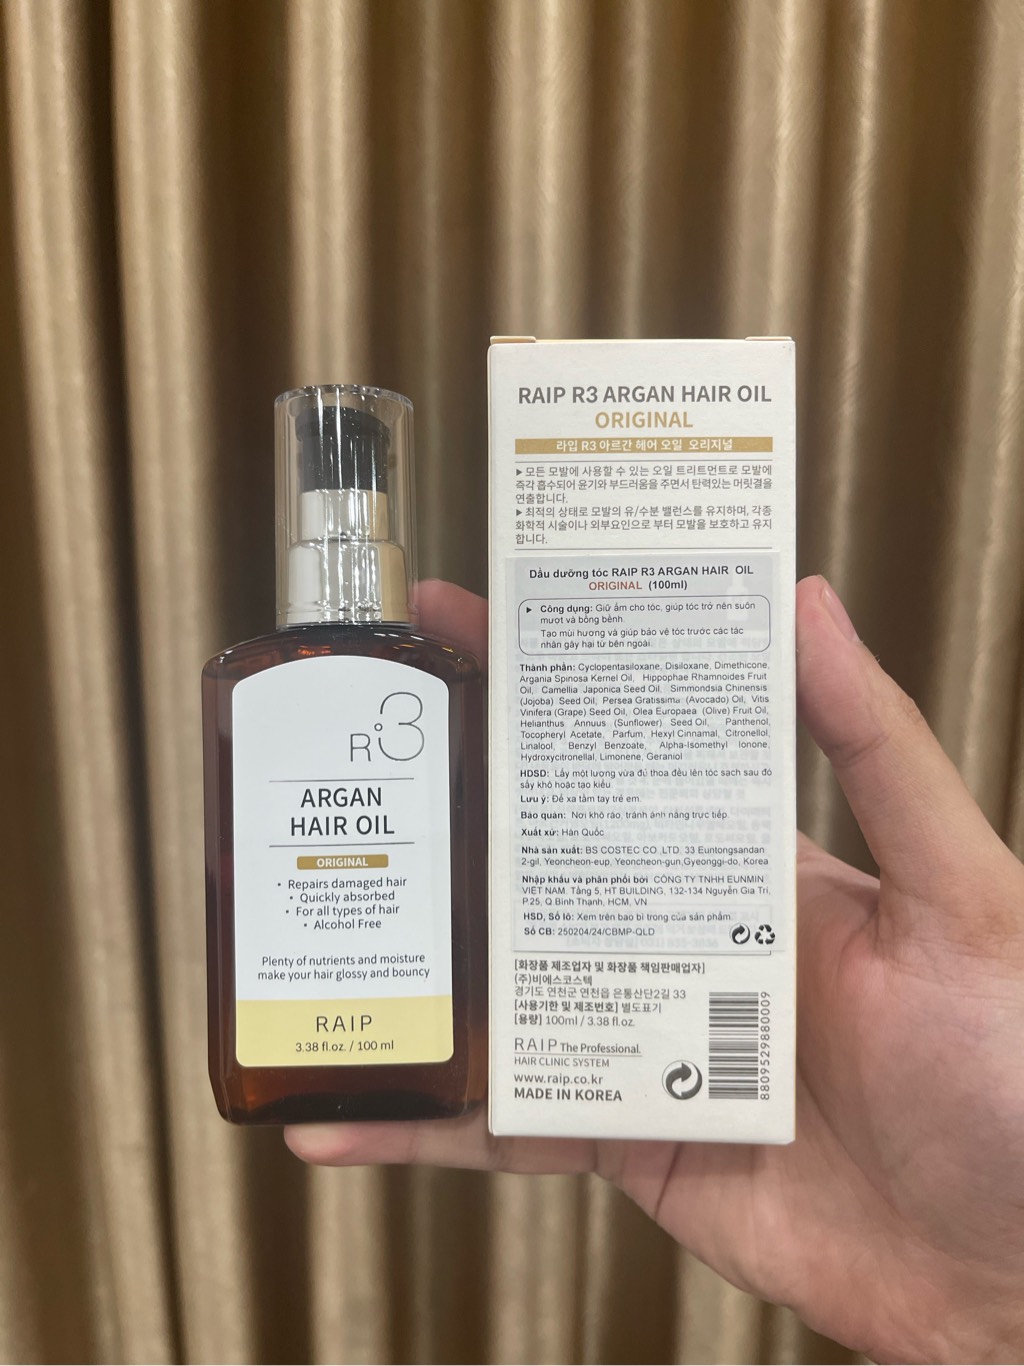 R3
ARGAN
HAIR OIL
ORIGINAL
• Repairs damaged hair
• Quickly absorbed
• For all types of hair
• Alcohol Free
Plenty of nutrients and moisture
make your hair glossy and bouncy
RAIP
3.38 fl.oz. / 100 ml
RAIP R3 ARGAN HAIR OIL
ORIGINAL
라입 R3 아르간 헤어 오일 오리지널
▶ 모든 모발에 사용할 수 있는 오일 트리트먼트로 모발에
즉각 흡수되어 윤기와 부드러움을 주면서 탄력있는 머릿결을
연출합니다.
▶ 최적의 상태로 모발의 유/수분 밸런스를 유지하며, 각종
화학적 시술이나 외부요인으로 부터 모발을 보호하고 유지
합니다.
Dầu dưỡng tóc RAIP R3 ARGAN HAIR OIL
ORIGINAL (100ml)
▶ Công dụng: Giữ ẩm cho tóc, giúp tóc trở nên suôn
mượt và bồng bềnh.
Tạo mùi hương và giúp bảo vệ tóc trước các tác
nhân gây hại từ bên ngoài.
Thành phần: Cyclopentasiloxane, Disiloxane, Dimethicone,
Argania Spinosa Kernel Oil, Hippophae Rhamnoides Fruit
Oil, Camellia Japonica Seed Oil, Simmondsia Chinensis
(Jojoba) Seed Oil, Persea Gratissima (Avocado) Oil, Vitis
Vinifera (Grape) Seed Oil, Olea Europaea (Olive) Fruit Oil,
Helianthus Annuus (Sunflower) Seed Oil, Panthenol,
Tocopheryl Acetate, Parfum, Hexyl Cinnamal, Citronellol,
Linalool, Benzyl Benzoate, Alpha-Isomethyl Ionone,
Hydroxycitronellal, Limonene, Geraniol
HDSD: Lấy một lượng vừa đủ thoa đều lên tóc sạch sau đó
sấy khô hoặc tạo kiểu.
Lưu ý: Để xa tầm tay trẻ em.
Bảo quản: Nơi khô ráo, tránh ánh nắng trực tiếp.
Xuất xứ: Hàn Quốc
Nhà sản xuất: BS COSTEC CO.,LTD. 33 Euntongsandan
2-gil, Yeoncheon-eup, Yeoncheon-gun,Gyeonggi-do, Korea
Nhập khẩu và phân phối bởi CÔNG TY TNHH EUNMIN
VIET NAM. Tầng 5, HT BUILDING, 132-134 Nguyễn Gia Trí,
P.25, Q.Bình Thạnh, HCM, VN
HSD, Số lô: Xem trên bao bì trong của sản phẩm.
Số CB: 250204/24/CBMP-QLD
[화장품 제조업자 및 화장품 책임판매업자]
(주)비에스코스텍
경기도 연천군 연천읍 은통산단2길 33
[사용기한 및 제조번호] 별도표기
[용량] 100ml / 3.38 fl.oz.
RAIP The Professional.
HAIR CLINIC SYSTEM
www.raip.co.kr
MADE IN KOREA
8809529880009